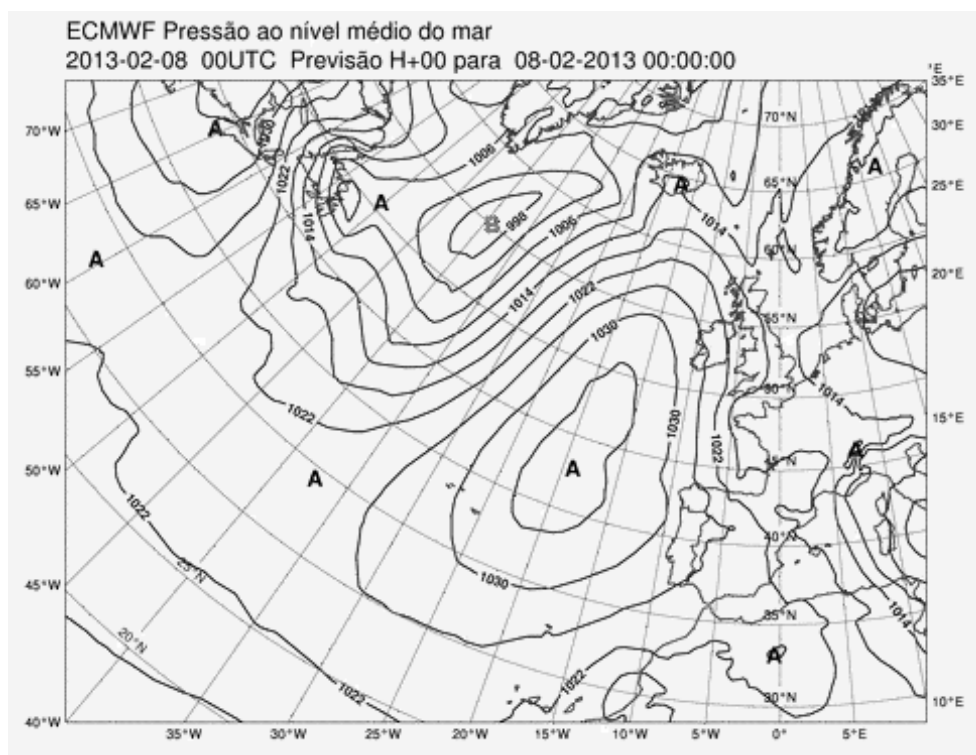 ECMWF Pressão ao nível médio do mar
2013-02-08 00UTC Previsão H+00 para 08-02-2013 00:00:00
'E
35°E
70°W
70°N
30°E
A
1006
A
1022
A
65°N
25°E
65°W
A
998
1014
1006
1014
60°N
A
20°E
60°W
1022
1014
55°N
1030
55°W
50°N
1014
1022
1030
15°E
1022
A
50°W
A
A
45°N
1022
40°N
25°N
1030
45°W
35°N
1014
20°N
A
1022
30°N
10°E
40°W
35°W
30°W
25°W
20°W
15°W
10°W
5°W
0°E
5°E